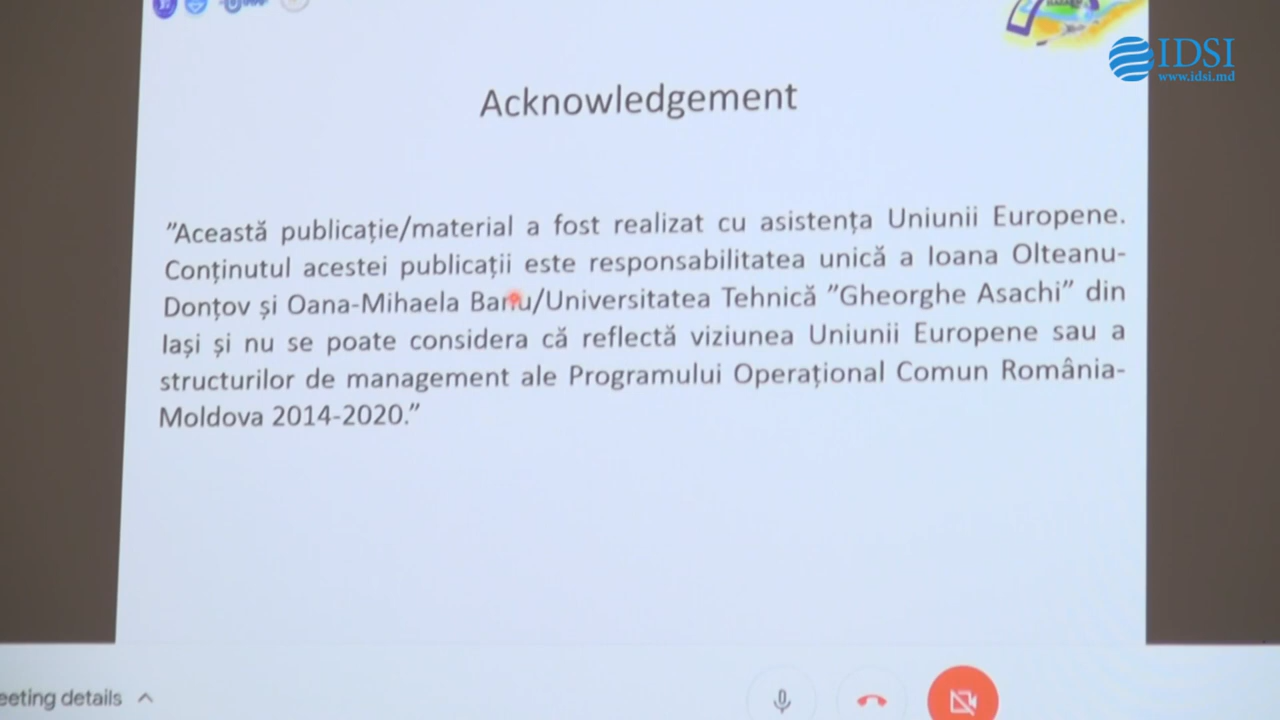 IDSI
www.idsi.md
Acknowledgement
”Această publicație/material a fost realizat cu asistența Uniunii Europene.
Conținutul acestei publicații este responsabilitatea unică a Ioana Olteanu-
Donțov și Oana-Mihaela Banu/Universitatea Tehnică ”Gheorghe Asachi” din
Iași și nu se poate considera că reflectă viziunea Uniunii Europene sau a
structurilor de management ale Programului Operațional Comun România-
Moldova 2014-2020.”
eeting details